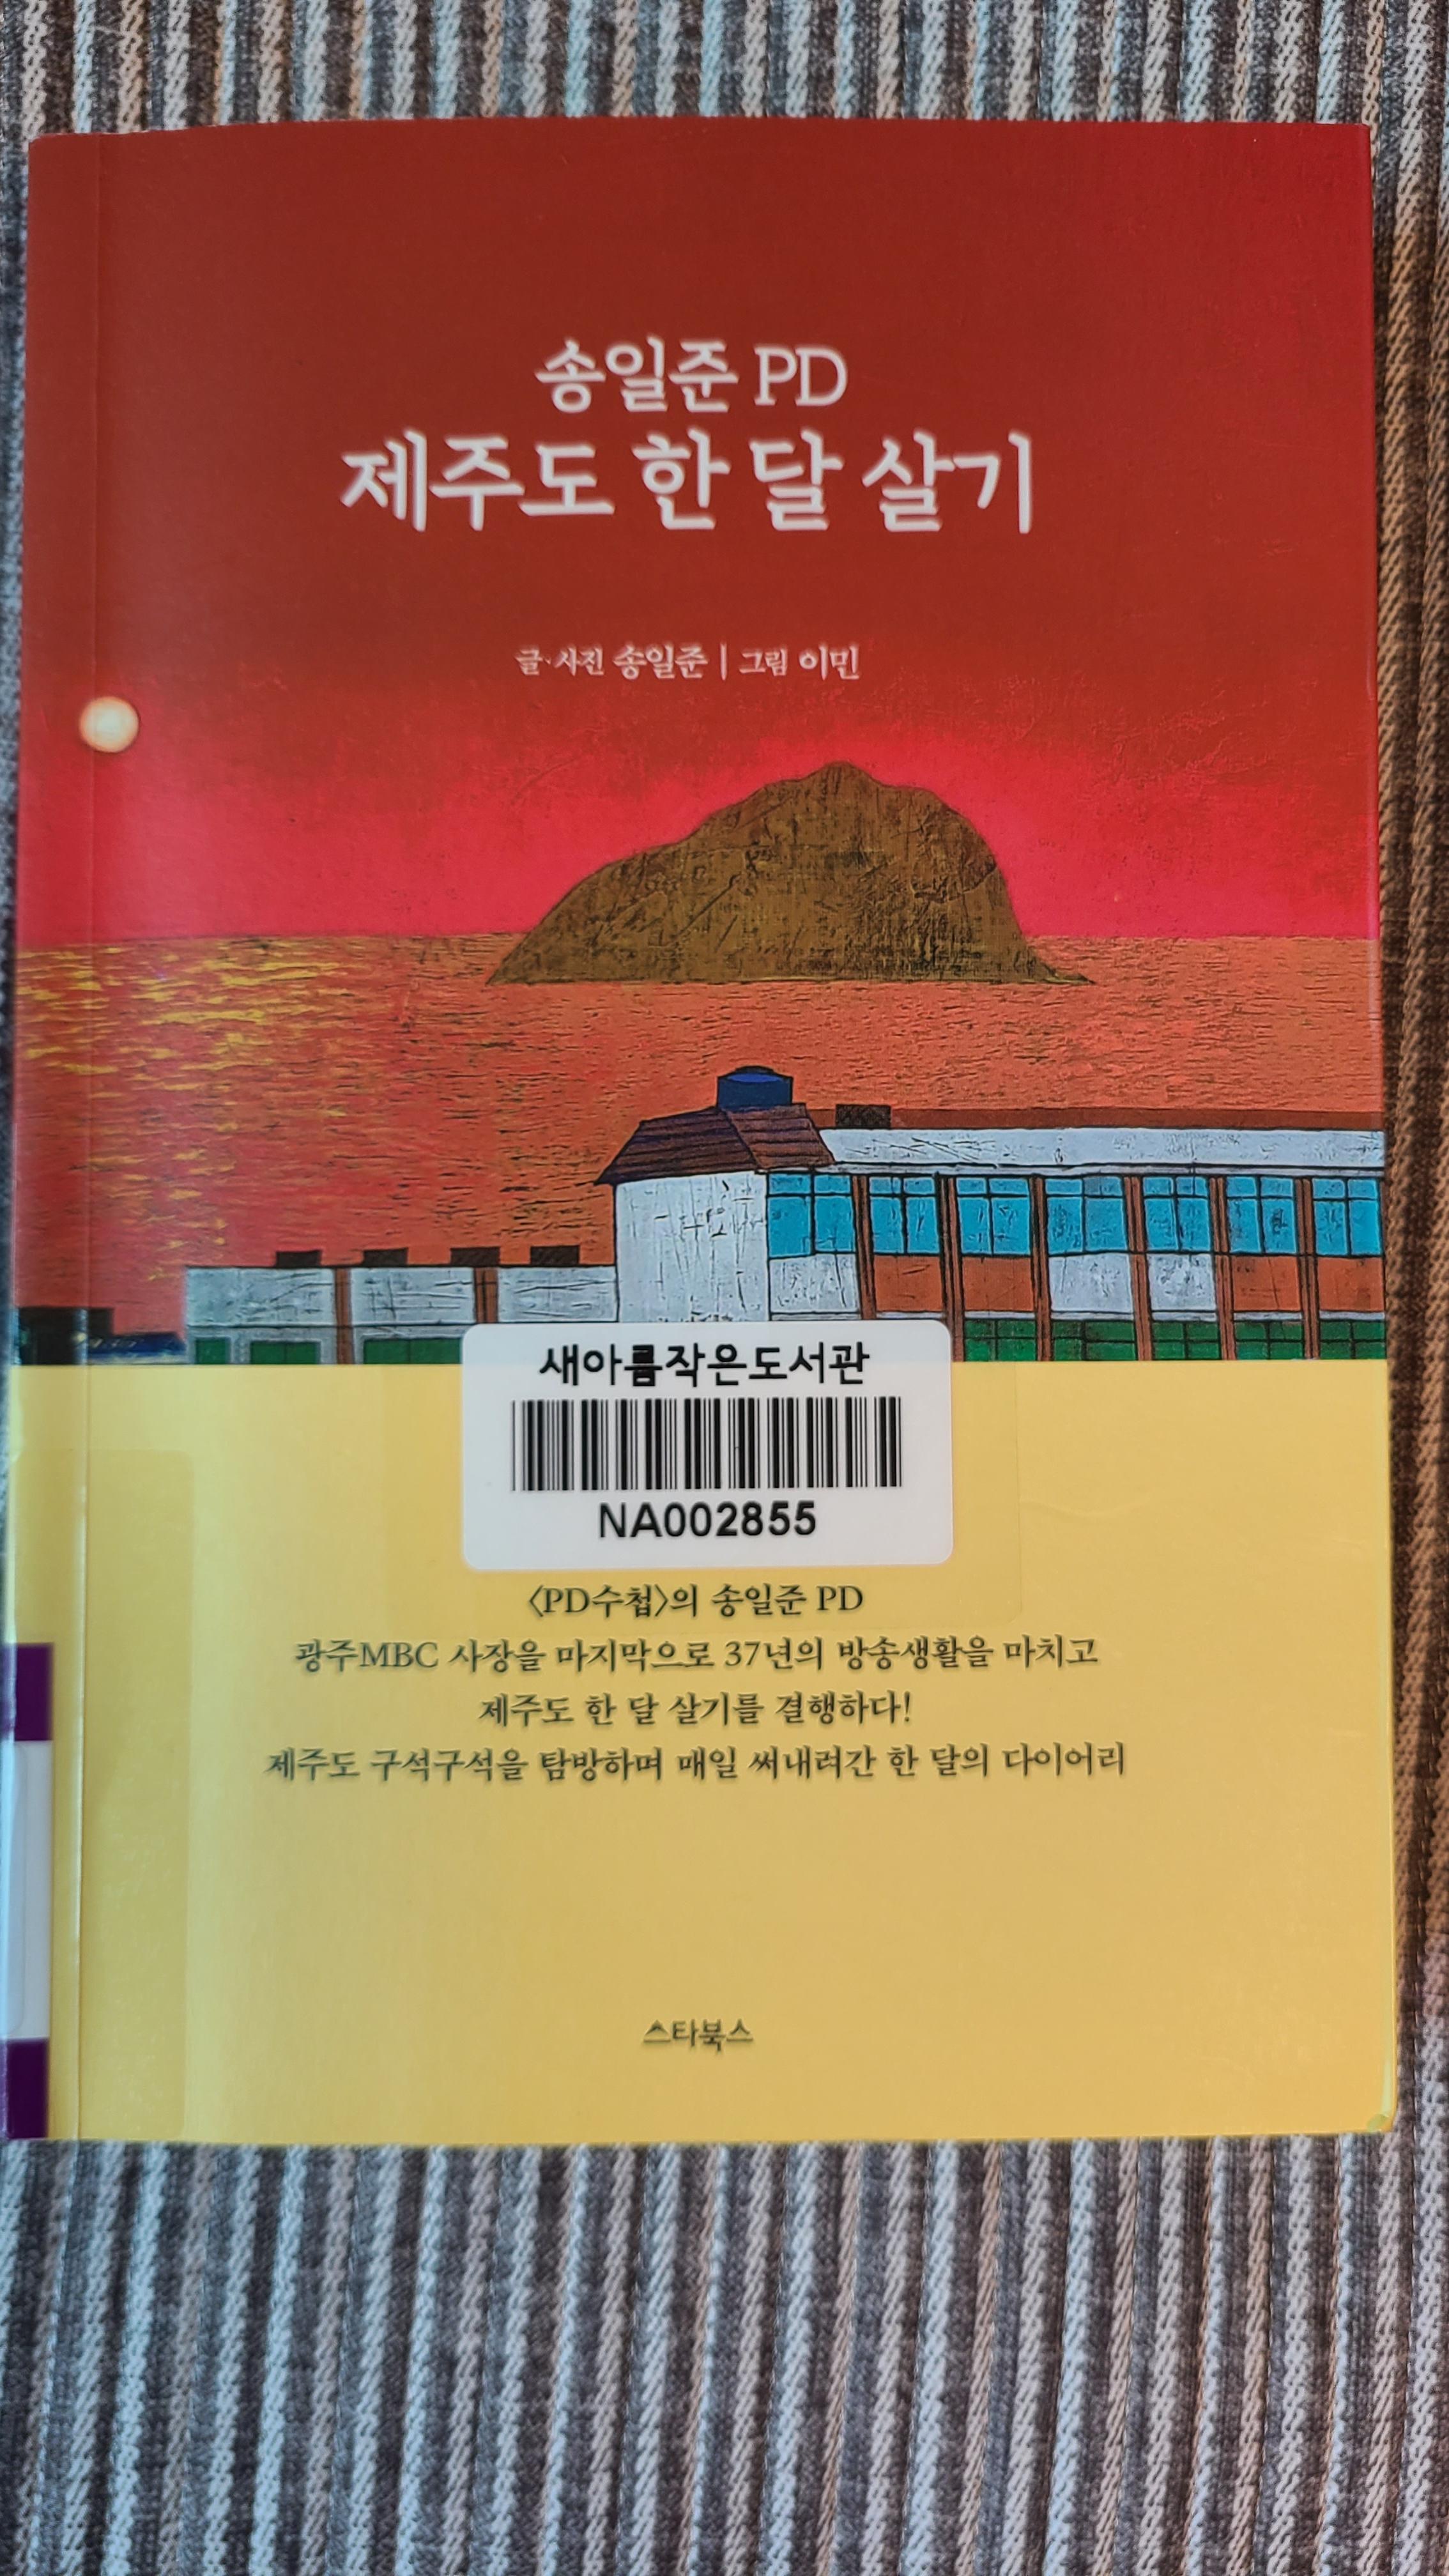 송일준 PD
제주도 한 달 살기
글·사진 송일준 | 그림 이민
새아름작은도서관
NA002855
〈PD수첩〉의 송일준 PD
광주MBC 사장을 마지막으로 37년의 방송생활을 마치고
제주도 한 달 살기를 결행하다!
제주도 구석구석을 탐방하며 매일 써내려간 한 달의 다이어리
스타북스